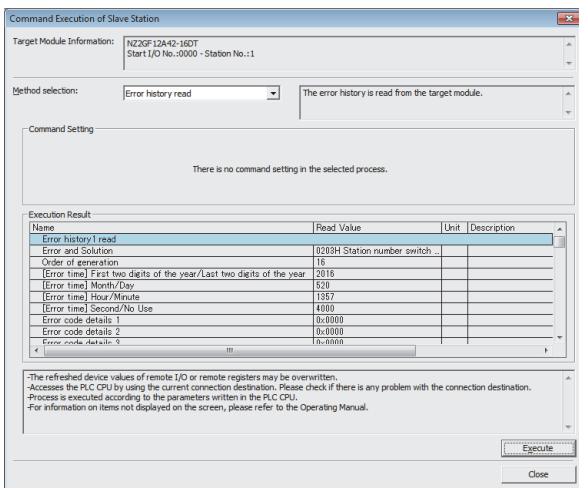 Command Execution of Slave Station
Target Module Information:
NZ2GF12A42-16DT
Start I/O No.:0000 - Station No.:1
Method selection:
Error history read
The error history is read from the target module.
Command Setting
There is no command setting in the selected process.
Execution Result
Name Read Value Unit Description
Error history1 read
Error and Solution 0203H Station number switch ..
Order of generation 16
[Error time] First two digits of the year/Last two digits of the year 2016
[Error time] Month/Day 520
[Error time] Hour/Minute 1357
[Error time] Second/No Use 4000
Error code details 1 0x0000
Error code details 2 0x0000
Error code details 3 0x0000
-The refreshed device values of remote I/O or remote registers may be overwritten.
-Accesses the PLC CPU by using the current connection destination. Please check if there is any problem with the connection destination.
-Process is executed according to the parameters written in the PLC CPU.
-For information on items not displayed on the screen, please refer to the Operating Manual.
Execute
Close